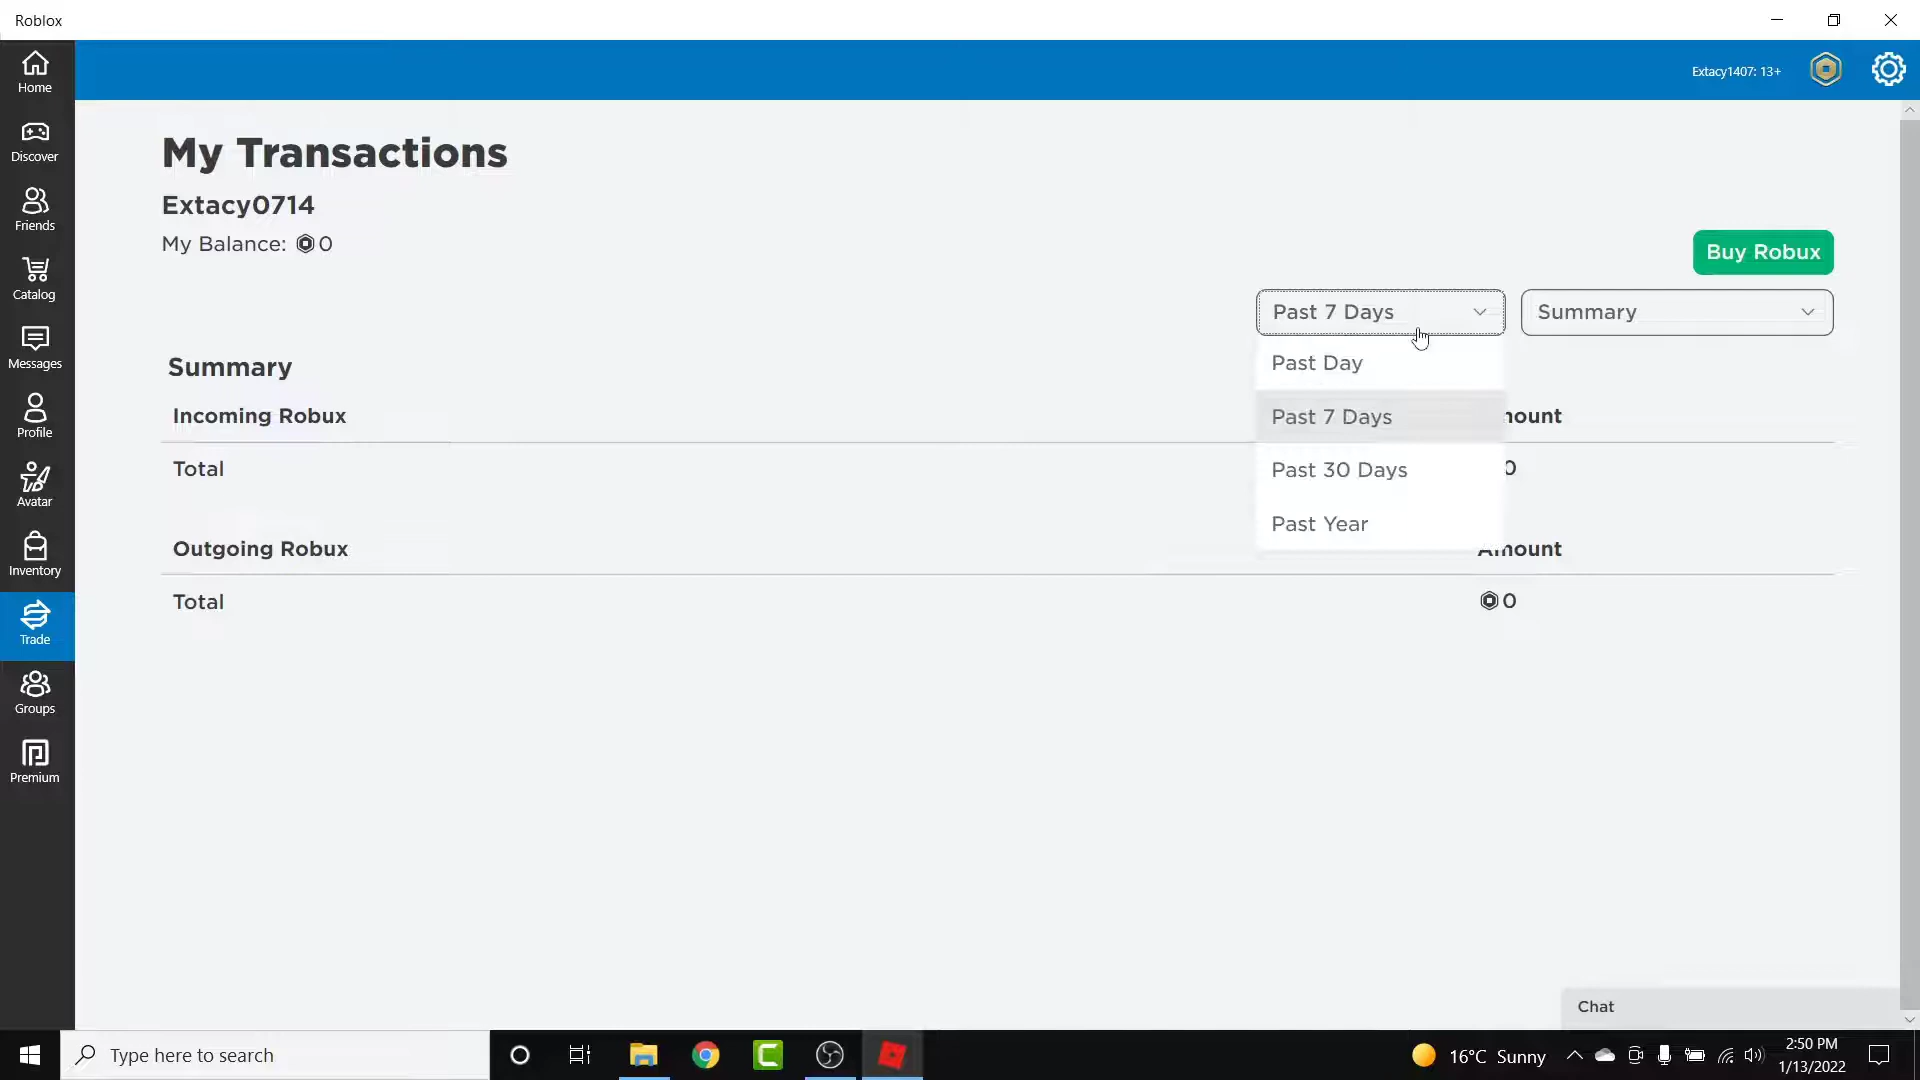 Roblox
Home
Extacy1407: 13+
Discover
My Transactions
Extacy0714
My Balance: 0
Friends
Buy Robux
Catalog
Past 7 Days
Summary
Messages
Past Day
Summary
Profile
Past 7 Days
Incoming Robux
mount
Past 30 Days
Total
0
Avatar
Past Year
Inventory
Outgoing Robux
Amount
Total
0
Trade
Groups
Premium
Chat
Type here to search
16°C Sunny
2:50 PM
1/13/2022